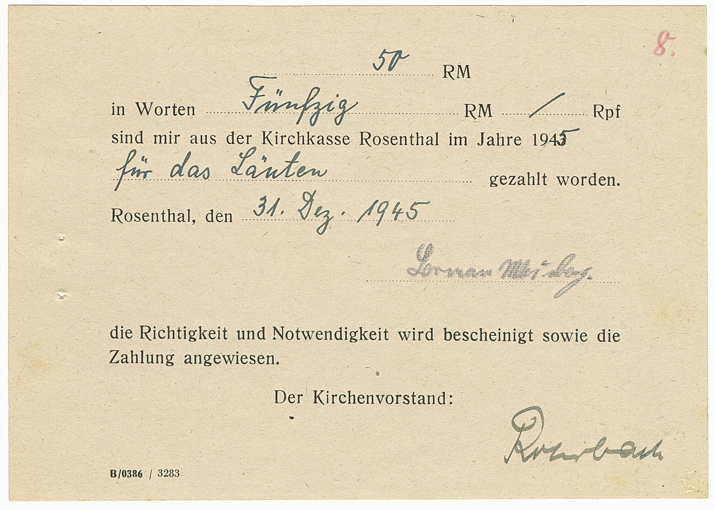 8.
50 RM
in Worten Fünfzig RM / Rpf
sind mir aus der Kirchkasse Rosenthal im Jahre 1945
für das Läuten gezahlt worden.
Rosenthal, den 31. Dez. 1945
die Richtigkeit und Notwendigkeit wird bescheinigt sowie die
Zahlung angewiesen.
Der Kirchenvorstand:
Rohrbach
B/0386 / 3283